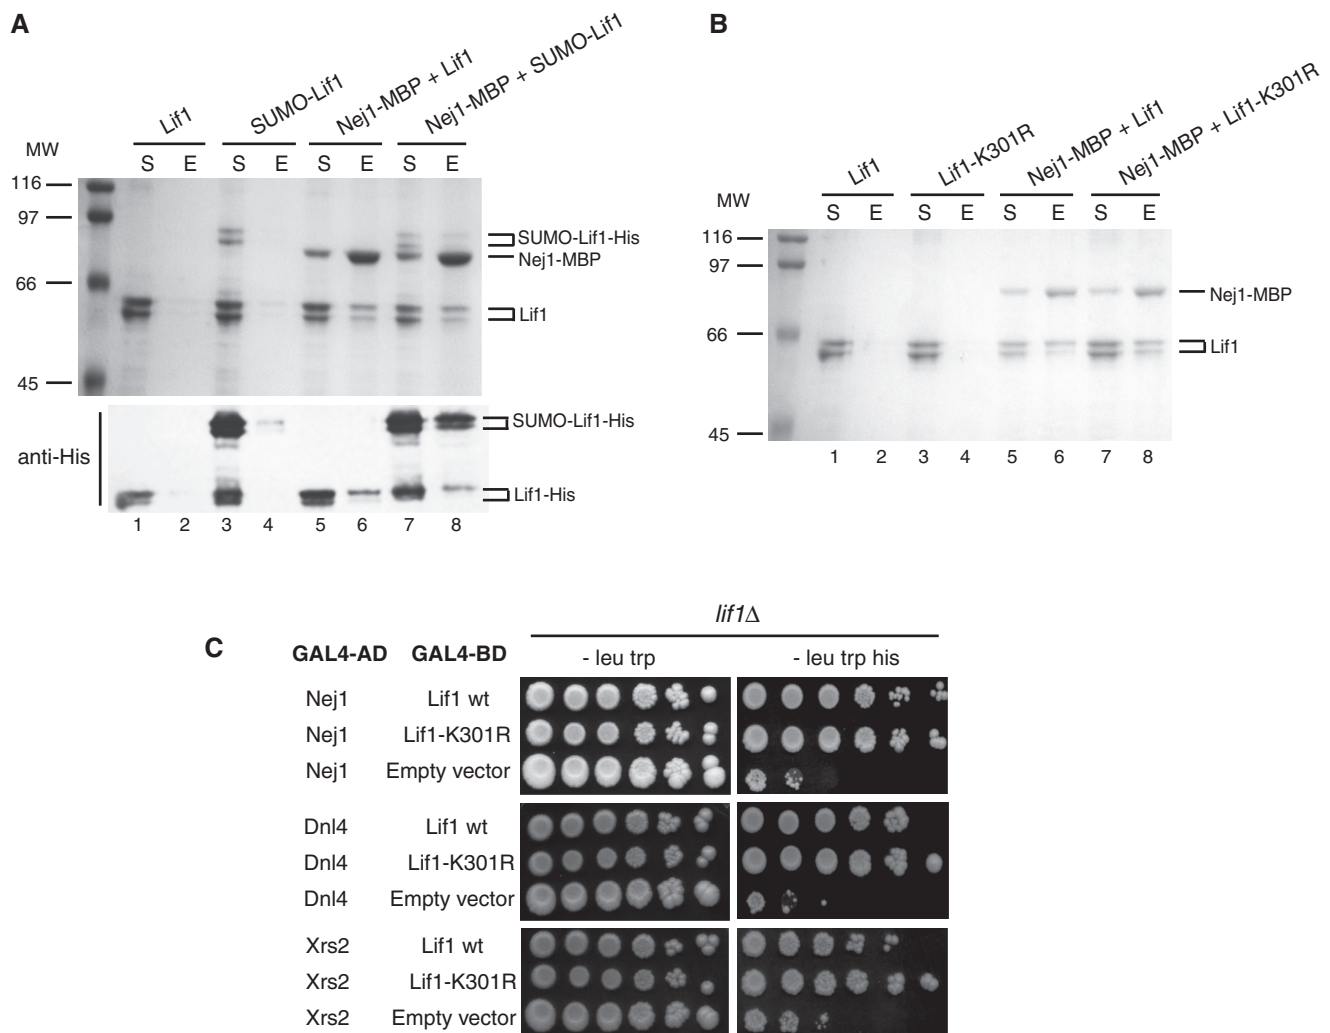 A
Lif1
SUMO-Lif1
Nej1-MBP + Lif1
Nej1-MBP + SUMO-Lif1
MW
S E S E S E S E
116
97
66
45
SUMO-Lif1-His
Nej1-MBP
Lif1
anti-His
SUMO-Lif1-His
Lif1-His
1 2 3 4 5 6 7 8
B
Lif1
Lif1-K301R
Nej1-MBP + Lif1
Nej1-MBP + Lif1-K301R
MW
S E S E S E S E
116
97
66
45
Nej1-MBP
Lif1
1 2 3 4 5 6 7 8
C
lif1Δ
GAL4-AD GAL4-BD - leu trp - leu trp his
Nej1 Lif1 wt
Nej1 Lif1-K301R
Nej1 Empty vector
Dnl4 Lif1 wt
Dnl4 Lif1-K301R
Dnl4 Empty vector
Xrs2 Lif1 wt
Xrs2 Lif1-K301R
Xrs2 Empty vector